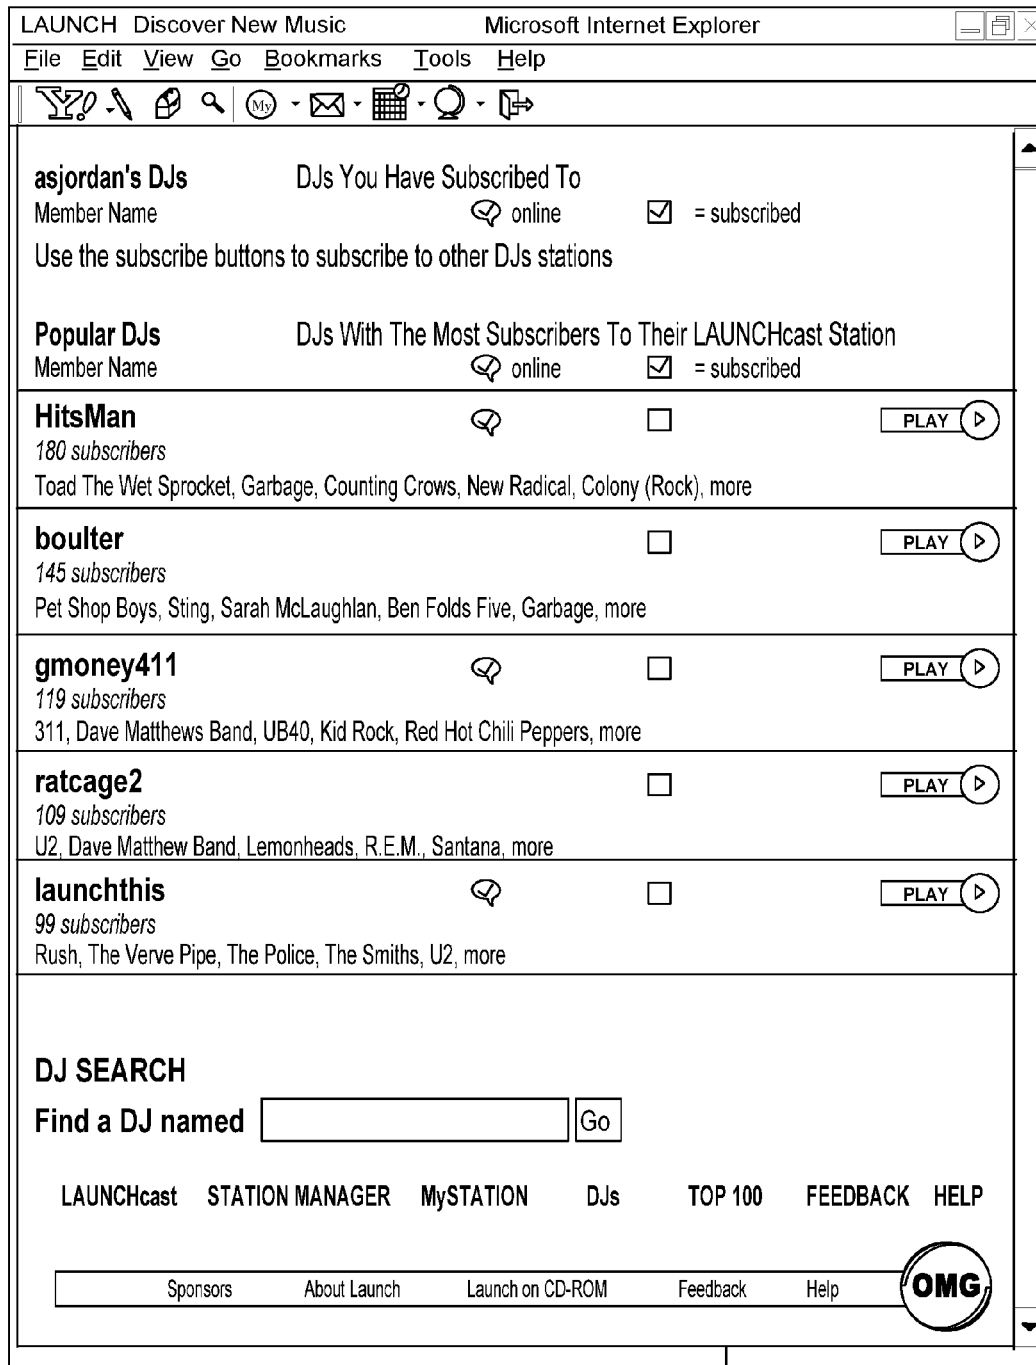 LAUNCH Discover New Music Microsoft Internet Explorer
File Edit View Go Bookmarks Tools Help
Y! My
asjordan's DJs DJs You Have Subscribed To
Member Name online = subscribed
Use the subscribe buttons to subscribe to other DJs stations
Popular DJs DJs With The Most Subscribers To Their LAUNCHcast Station
Member Name online = subscribed
HitsMan PLAY
180 subscribers
Toad The Wet Sprocket, Garbage, Counting Crows, New Radical, Colony (Rock), more
boulter PLAY
145 subscribers
Pet Shop Boys, Sting, Sarah McLaughlan, Ben Folds Five, Garbage, more
gmoney411 PLAY
119 subscribers
311, Dave Matthews Band, UB40, Kid Rock, Red Hot Chili Peppers, more
ratcage2 PLAY
109 subscribers
U2, Dave Matthew Band, Lemonheads, R.E.M., Santana, more
launchthis PLAY
99 subscribers
Rush, The Verve Pipe, The Police, The Smiths, U2, more
DJ SEARCH
Find a DJ named Go
LAUNCHcast STATION MANAGER MySTATION DJs TOP 100 FEEDBACK HELP
Sponsors About Launch Launch on CD-ROM Feedback Help OMG